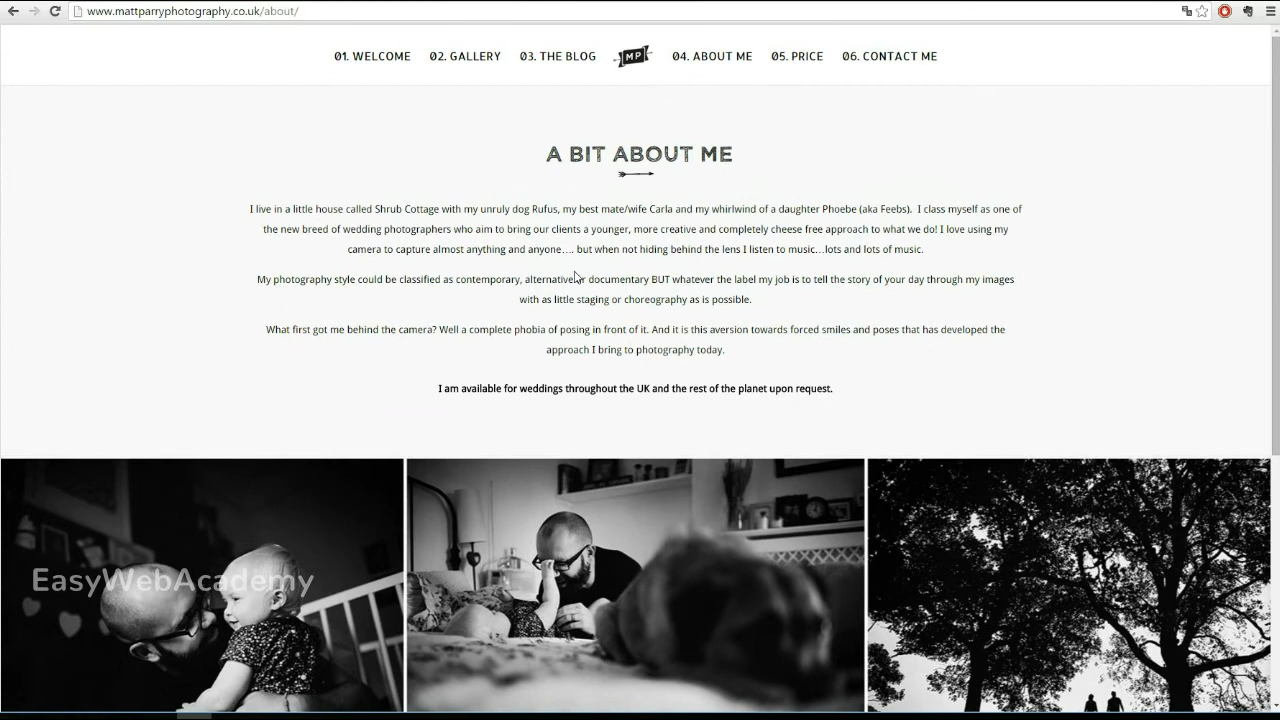 www.mattparryphotography.co.uk/about/
01. WELCOME 02. GALLERY 03. THE BLOG MP 04. ABOUT ME 05. PRICE 06. CONTACT ME
A BIT ABOUT ME
I live in a little house called Shrub Cottage with my unruly dog Rufus, my best mate/wife Carla and my whirlwind of a daughter Phoebe (aka Feebs). I class myself as one of
the new breed of wedding photographers who aim to bring our clients a younger, more creative and completely cheese free approach to what we do! I love using my
camera to capture almost anything and anyone…. but when not hiding behind the lens I listen to music…lots and lots of music.
My photography style could be classified as contemporary, alternative or documentary BUT whatever the label my job is to tell the story of your day through my images
with as little staging or choreography as is possible.
What first got me behind the camera? Well a complete phobia of posing in front of it. And it is this aversion towards forced smiles and poses that has developed the
approach I bring to photography today.
I am available for weddings throughout the UK and the rest of the planet upon request.
EasyWebAcademy